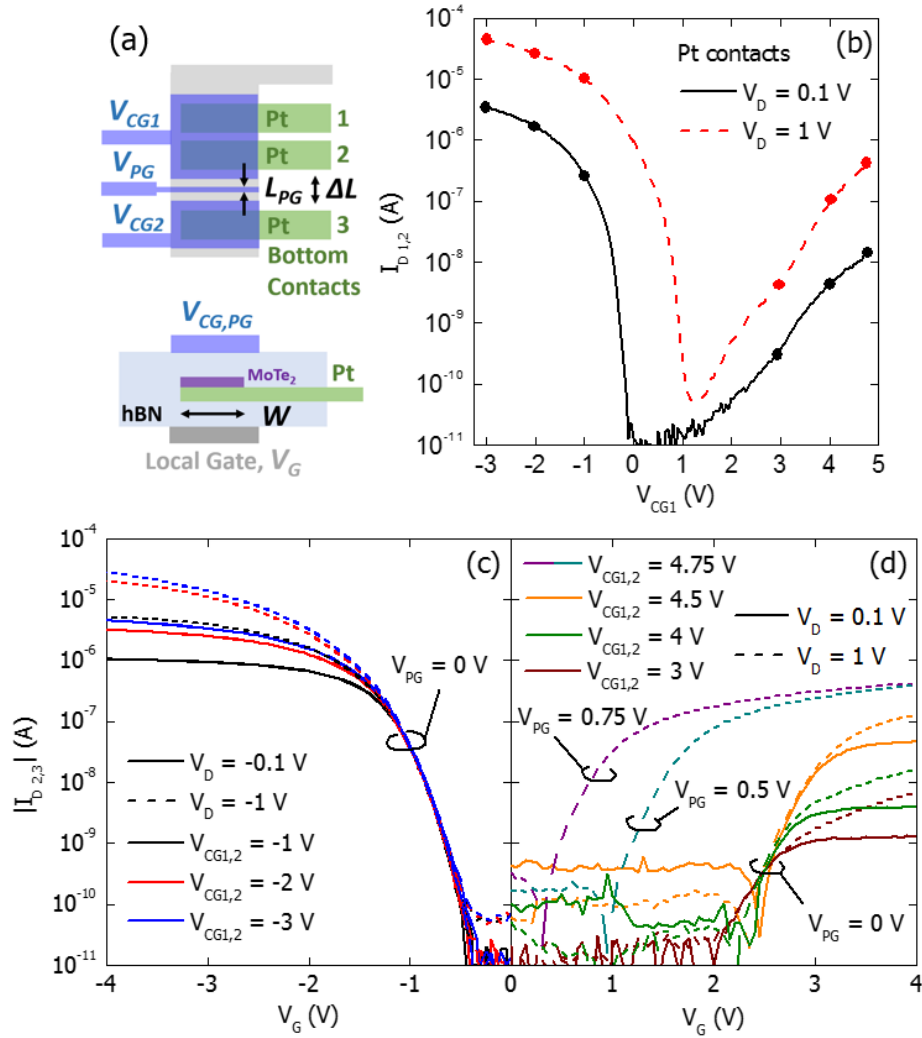 (a)
V_CG1
V_PG
V_CG2
Pt 1
Pt 2
L_PG ΔL
Pt 3
Bottom
Contacts
V_CG,PG
MoTe₂
Pt
hBN
W
Local Gate, V_G
(b)
Pt contacts
V_D = 0.1 V
V_D = 1 V
10⁻⁴
10⁻⁵
10⁻⁶
10⁻⁷
10⁻⁸
10⁻⁹
10⁻¹⁰
10⁻¹¹
I_D 1,2 (A)
-3 -2 -1 0 1 2 3 4 5
V_CG1 (V)
(c)
10⁻⁴
10⁻⁵
10⁻⁶
10⁻⁷
10⁻⁸
10⁻⁹
10⁻¹⁰
10⁻¹¹
|I_D 2,3| (A)
V_PG = 0 V
V_D = -0.1 V
V_D = -1 V
V_CG1,2 = -1 V
V_CG1,2 = -2 V
V_CG1,2 = -3 V
-4 -3 -2 -1 0
V_G (V)
(d)
V_CG1,2 = 4.75 V
V_CG1,2 = 4.5 V
V_CG1,2 = 4 V
V_CG1,2 = 3 V
V_D = 0.1 V
V_D = 1 V
V_PG = 0.75 V
V_PG = 0.5 V
V_PG = 0 V
1 2 3 4
V_G (V)